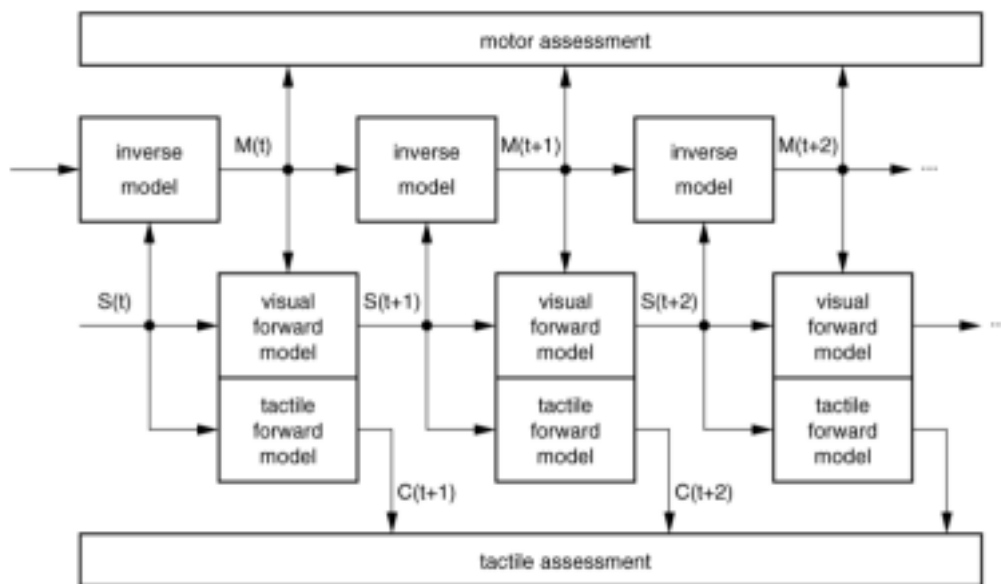 motor assessment
inverse
model
M(t)
inverse
model
M(t+1)
inverse
model
M(t+2)
...
S(t)
visual
forward
model
S(t+1)
visual
forward
model
S(t+2)
visual
forward
model
...
tactile
forward
model
C(t+1)
tactile
forward
model
C(t+2)
tactile
forward
model
tactile assessment